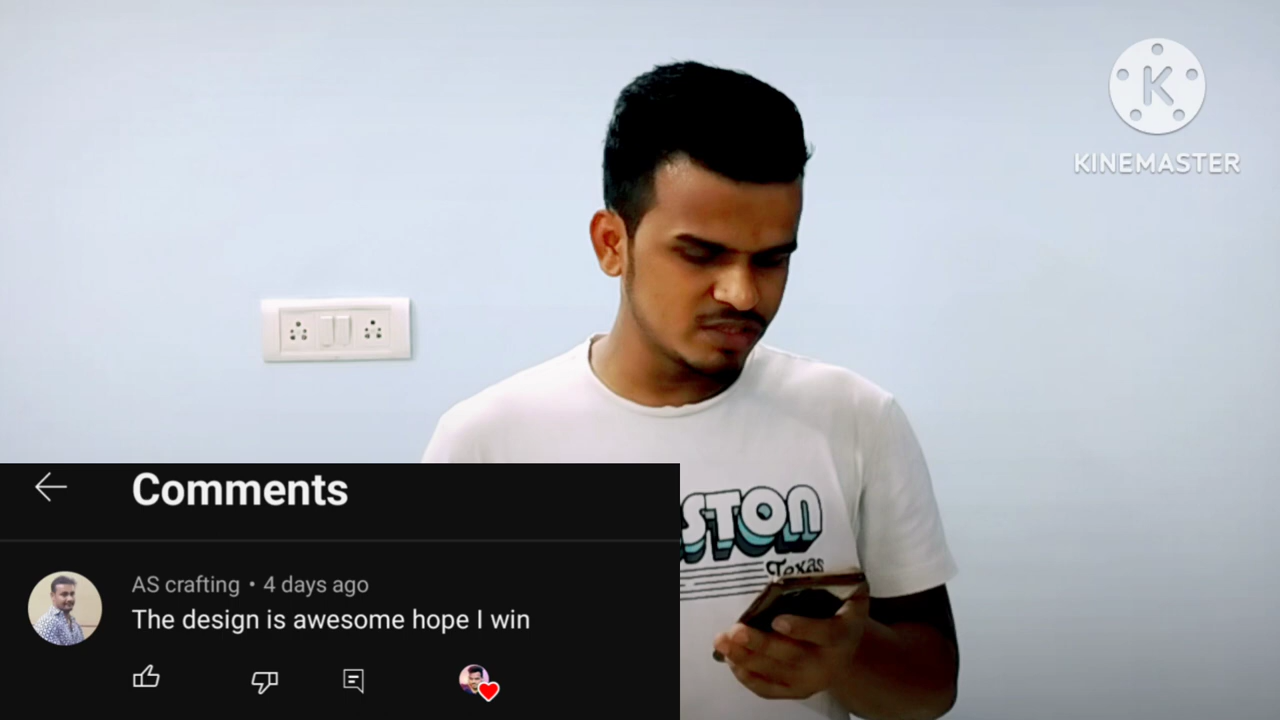 K
KINEMASTER
STON
Texas
Comments
AS crafting • 4 days ago
The design is awesome hope I win